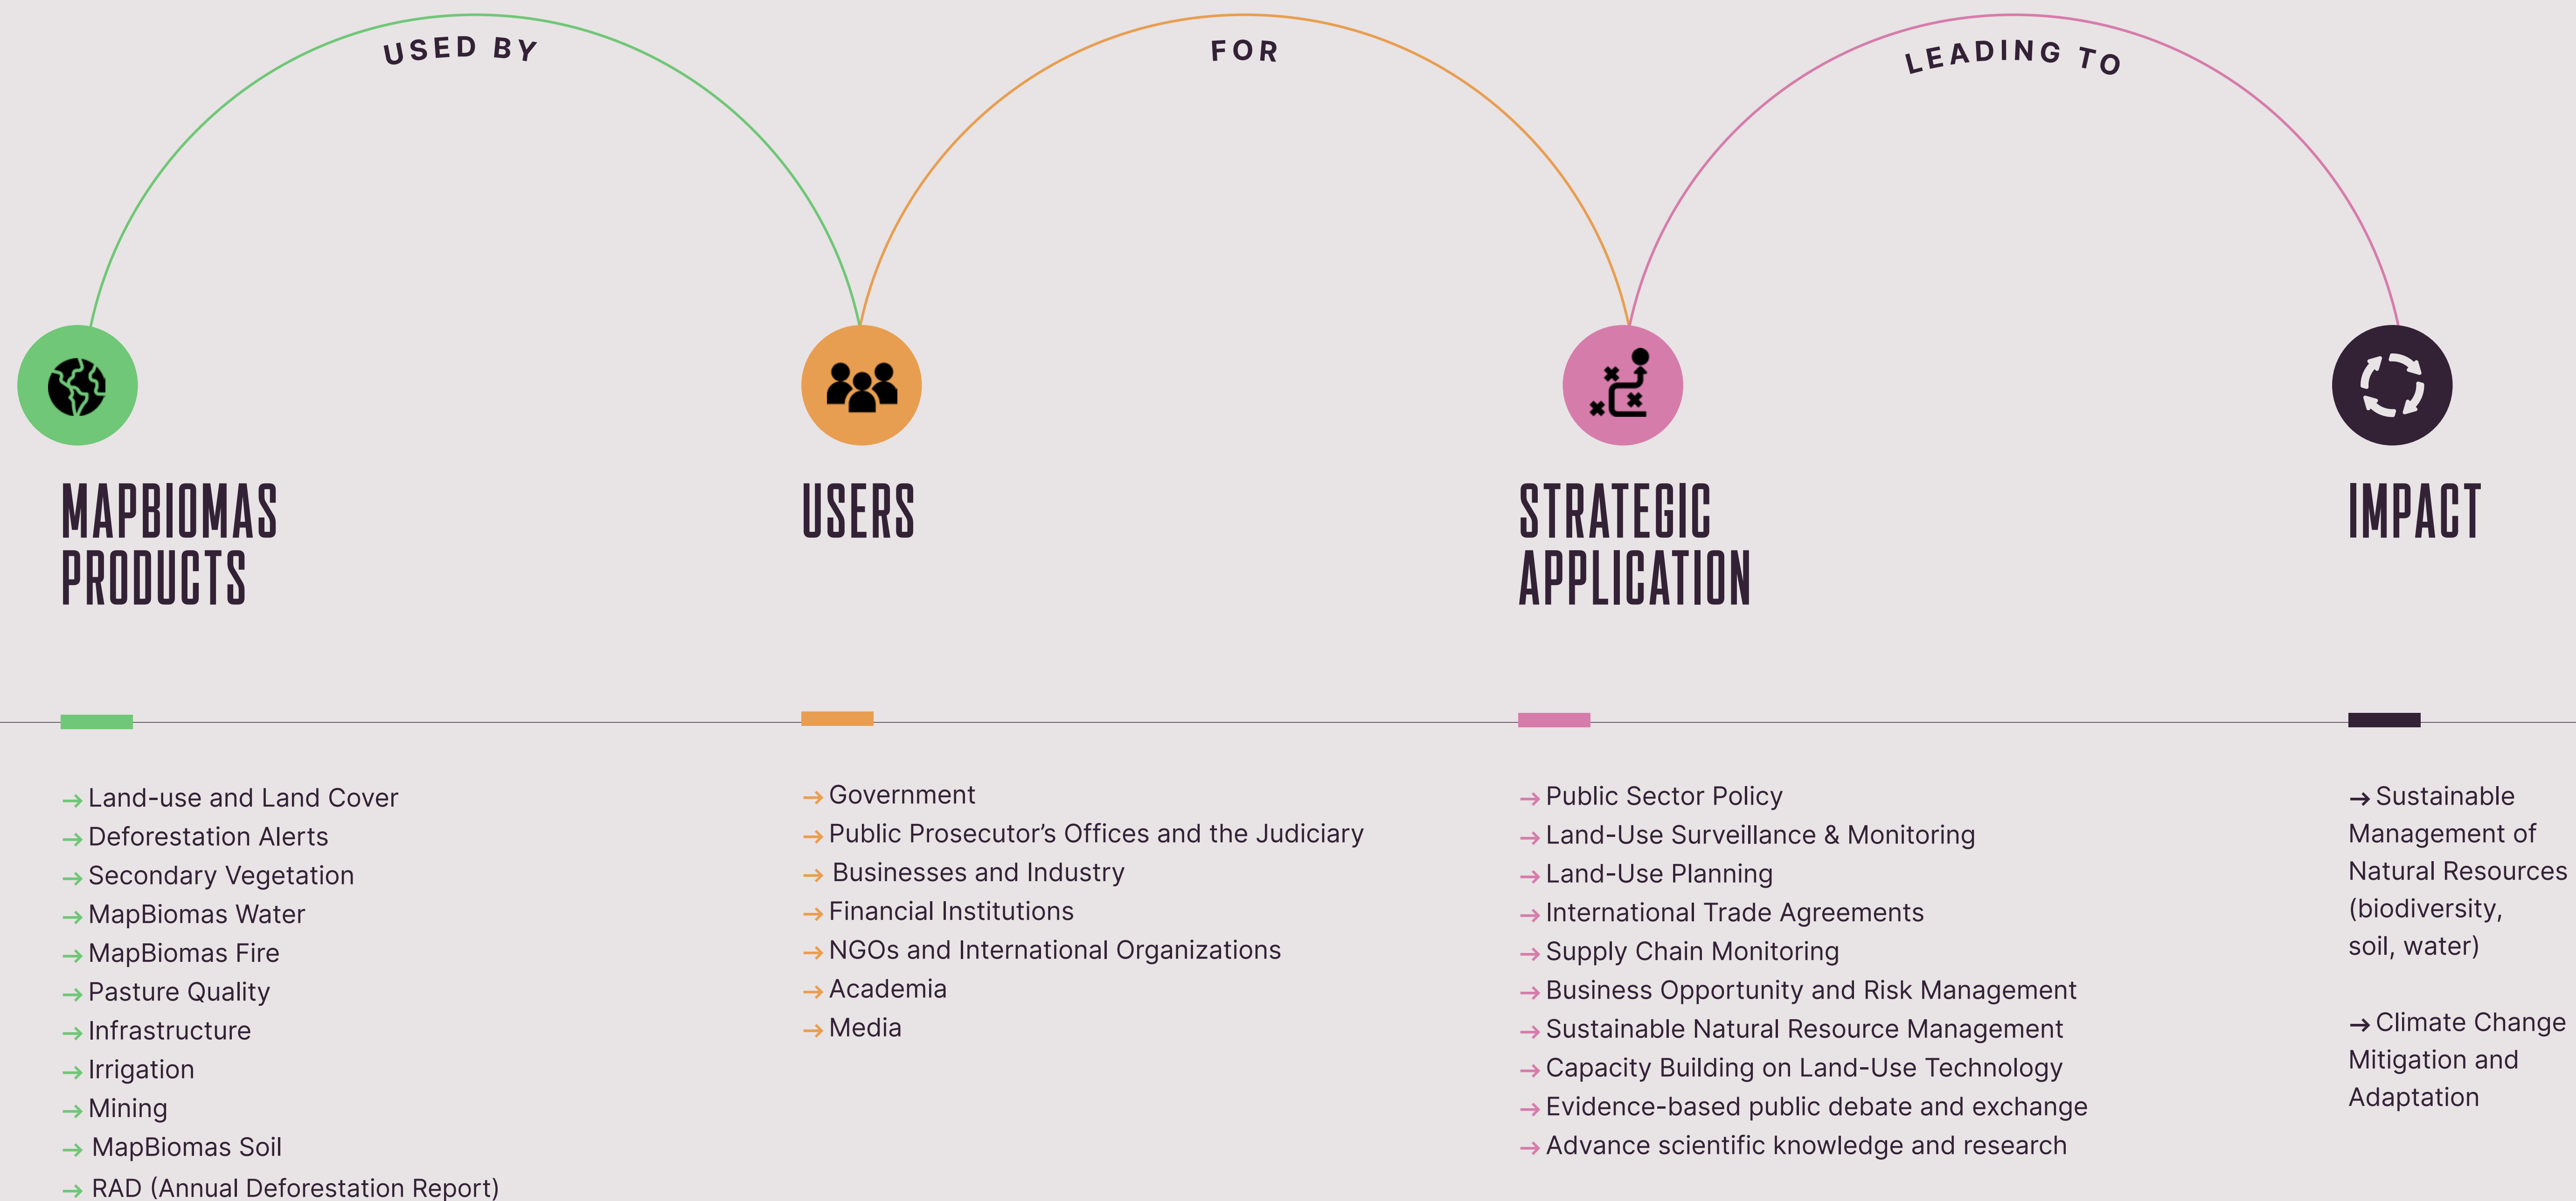 USED BY
FOR
LEADING TO
MAPBIOMAS
PRODUCTS
USERS
STRATEGIC
APPLICATION
IMPACT
→ Land-use and Land Cover
→ Deforestation Alerts
→ Secondary Vegetation
→ MapBiomas Water
→ MapBiomas Fire
→ Pasture Quality
→ Infrastructure
→ Irrigation
→ Mining
→ MapBiomas Soil
→ RAD (Annual Deforestation Report)
→ Government
→ Public Prosecutor’s Offices and the Judiciary
→ Businesses and Industry
→ Financial Institutions
→ NGOs and International Organizations
→ Academia
→ Media
→ Public Sector Policy
→ Land-Use Surveillance & Monitoring
→ Land-Use Planning
→ International Trade Agreements
→ Supply Chain Monitoring
→ Business Opportunity and Risk Management
→ Sustainable Natural Resource Management
→ Capacity Building on Land-Use Technology
→ Evidence-based public debate and exchange
→ Advance scientific knowledge and research
→ Sustainable
Management of
Natural Resources
(biodiversity,
soil, water)
→ Climate Change
Mitigation and
Adaptation